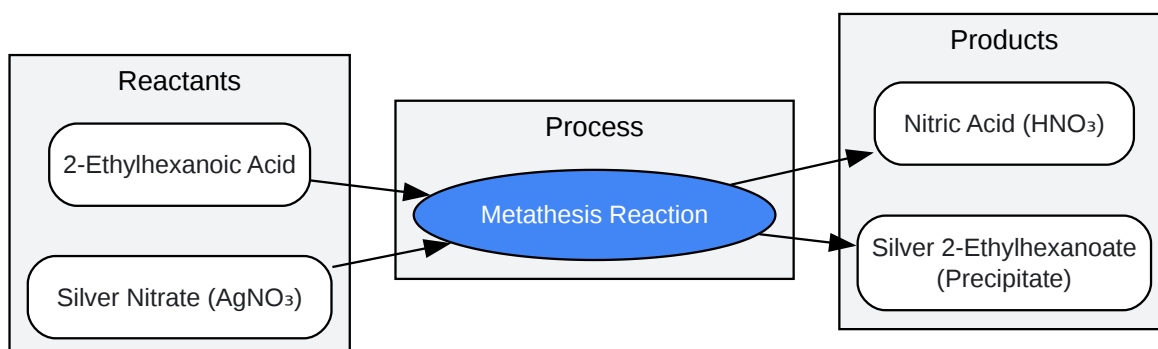 Reactants
2-Ethylhexanoic Acid
Silver Nitrate (AgNO₃)
Process
Metathesis Reaction
Products
Nitric Acid (HNO₃)
Silver 2-Ethylhexanoate
(Precipitate)